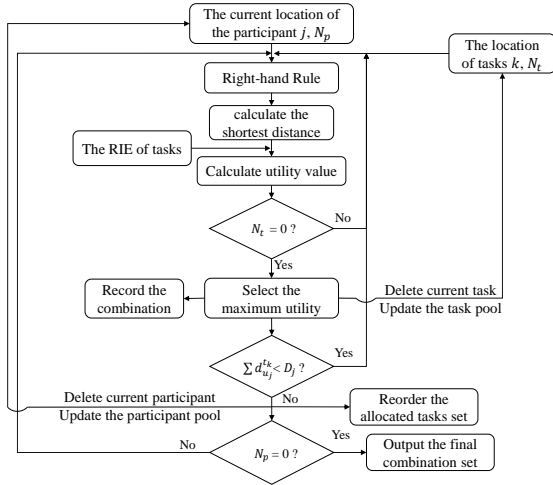 The current location of
the participant j, N_p
The location
of tasks k, N_t
Right-hand Rule
calculate the
shortest distance
The RIE of tasks
Calculate utility value
N_t = 0 ?
No
Yes
Record the
combination
Select the
maximum utility
Delete current task
Update the task pool
∑ d_{u_j}^{t_k} < D_j ?
Yes
Delete current participant
Update the participant pool
No
Reorder the
allocated tasks set
No
N_p = 0 ?
Yes
Output the final
combination set